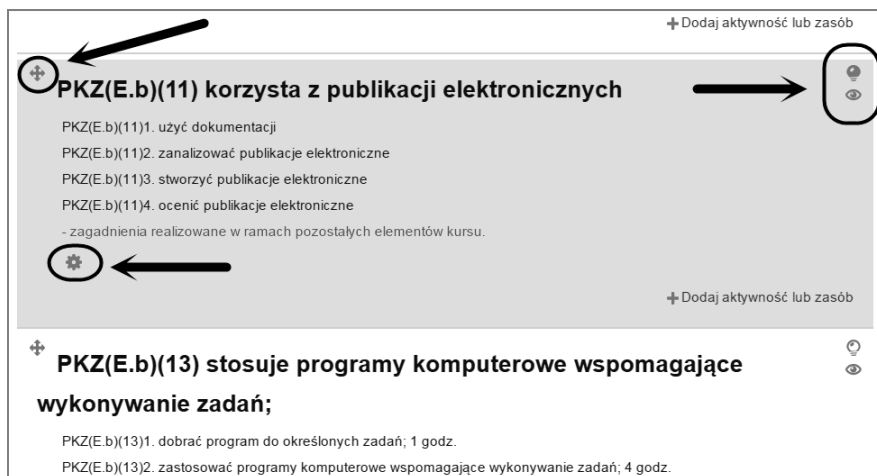 Dodaj aktywność lub zasób
PKZ(E.b)(11) korzysta z publikacji elektronicznych
PKZ(E.b)(11)1. użyć dokumentacji
PKZ(E.b)(11)2. zanalizować publikacje elektroniczne
PKZ(E.b)(11)3. stworzyć publikacje elektroniczne
PKZ(E.b)(11)4. ocenić publikacje elektroniczne
- zagadnienia realizowane w ramach pozostałych elementów kursu.
Dodaj aktywność lub zasób
PKZ(E.b)(13) stosuje programy komputerowe wspomagające
wykonywanie zadań;
PKZ(E.b)(13)1. dobrać program do określonych zadań; 1 godz.
PKZ(E.b)(13)2. zastosować programy komputerowe wspomagające wykonywanie zadań; 4 godz.